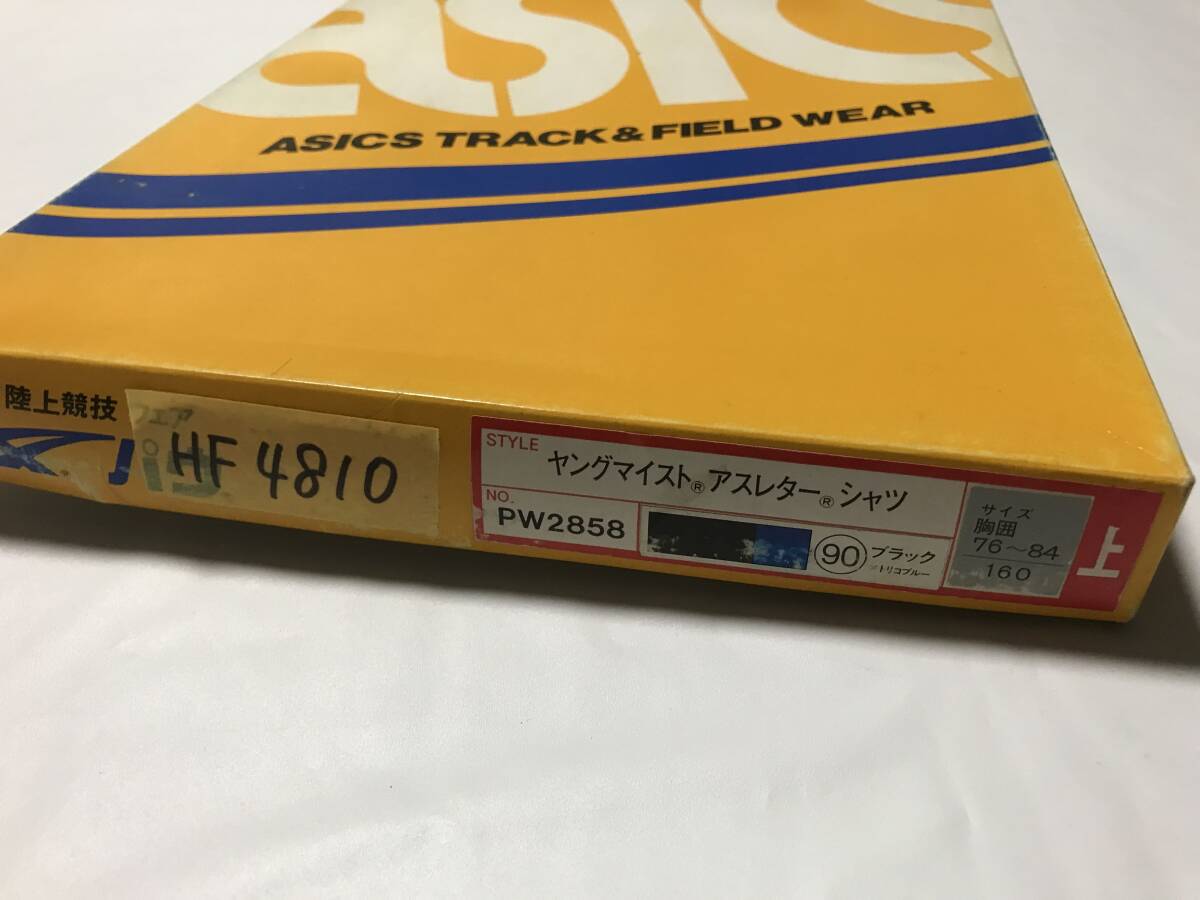 asics
ASICS TRACK & FIELD WEAR
陸上競技ウエア
HF 4810
STYLE
ヤングマイスト®アスレター®シャツ
NO.
PW2858
90 ブラック
×トリコブルー
サイズ
胸囲
76～84
160
上